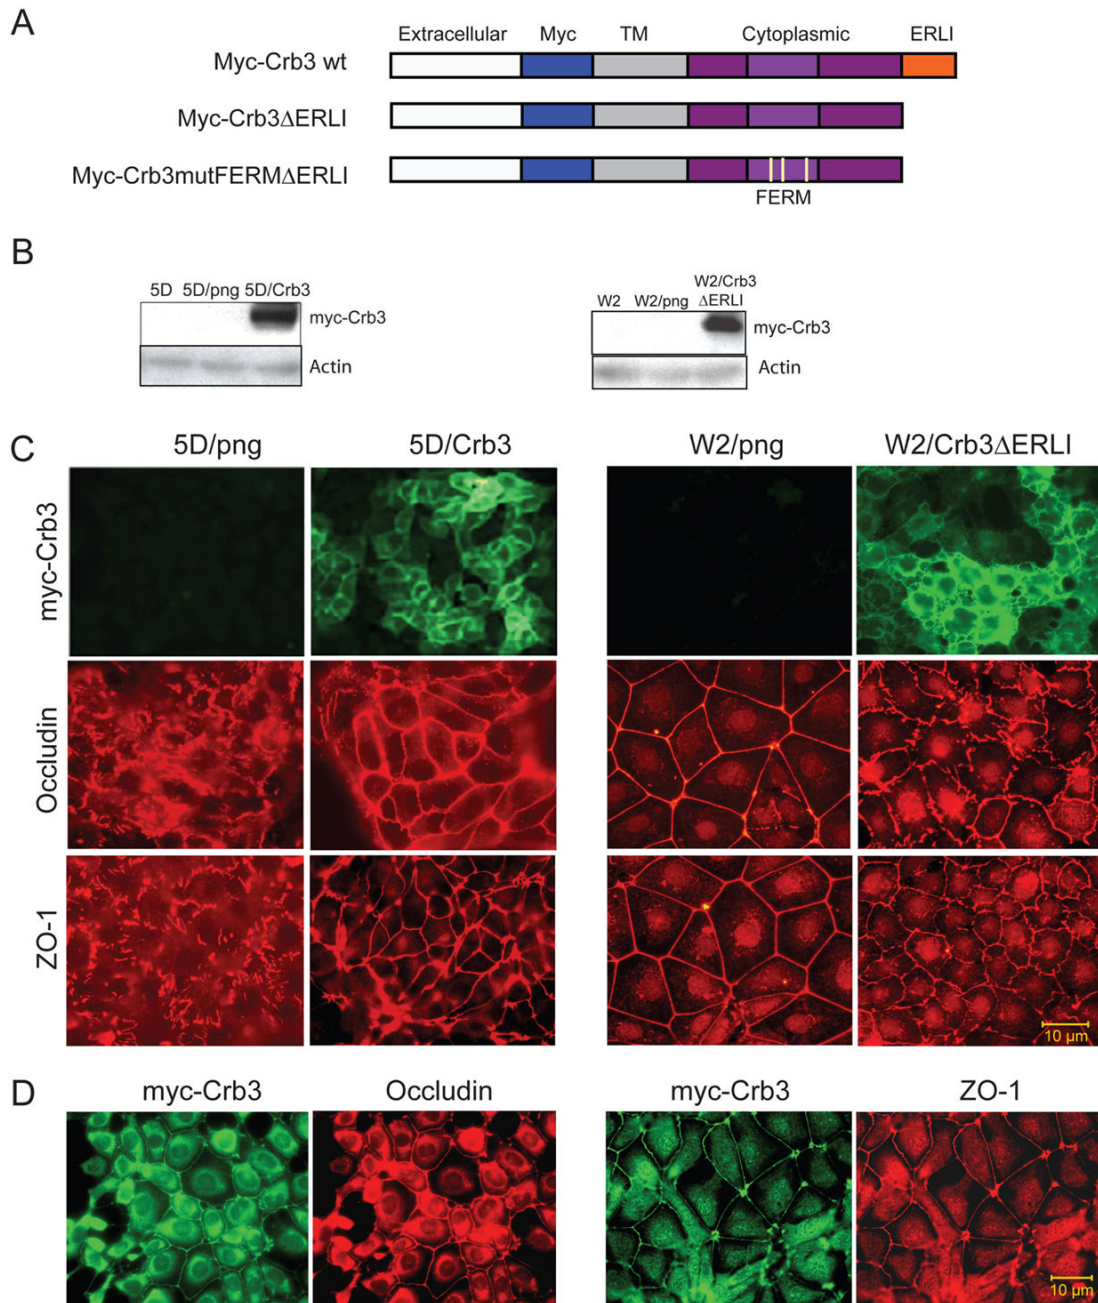 A
Extracellular Myc TM Cytoplasmic ERLI
Myc-Crb3 wt
Myc-Crb3ΔERLI
Myc-Crb3mutFERMΔERLI
FERM
B
5D 5D/png 5D/Crb3
myc-Crb3
Actin
W2 W2/png W2/Crb3
ΔERLI
myc-Crb3
Actin
C
5D/png 5D/Crb3 W2/png W2/Crb3ΔERLI
myc-Crb3
Occludin
ZO-1
10 µm
D
myc-Crb3 Occludin myc-Crb3 ZO-1
10 µm